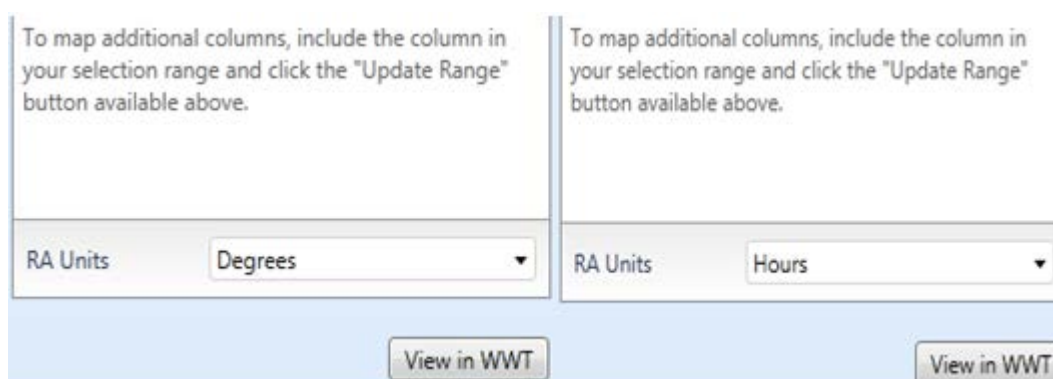 To map additional columns, include the column in
your selection range and click the "Update Range"
button available above.
RA Units
Degrees
View in WWT
To map additional columns, include the column in
your selection range and click the "Update Range"
button available above.
RA Units
Hours
View in WWT